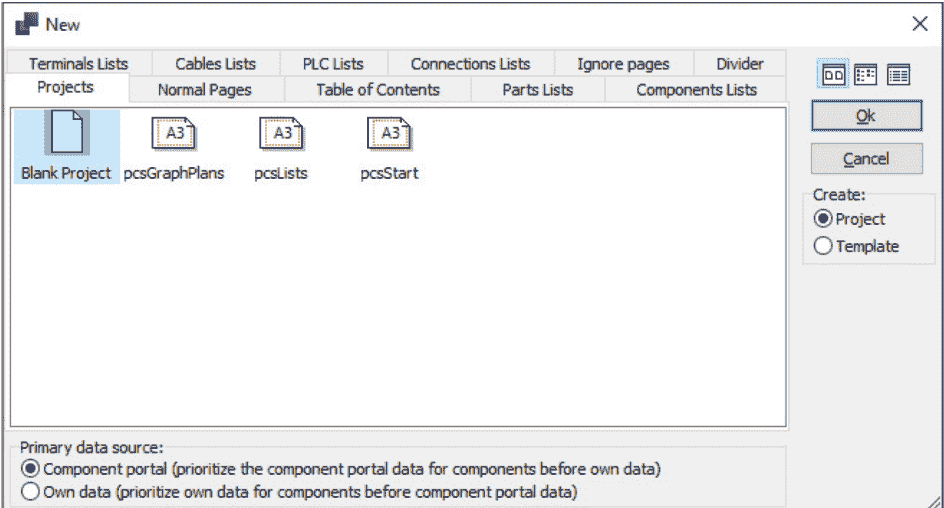 New
Terminals Lists Cables Lists PLC Lists Connections Lists Ignore pages Divider
Projects Normal Pages Table of Contents Parts Lists Components Lists
Ok
A3 A3 A3
Blank Project pcsGraphPlans pcsLists pcsStart
Cancel
Create:
Project
Template
Primary data source:
Component portal (prioritize the component portal data for components before own data)
Own data (prioritize own data for components before component portal data)